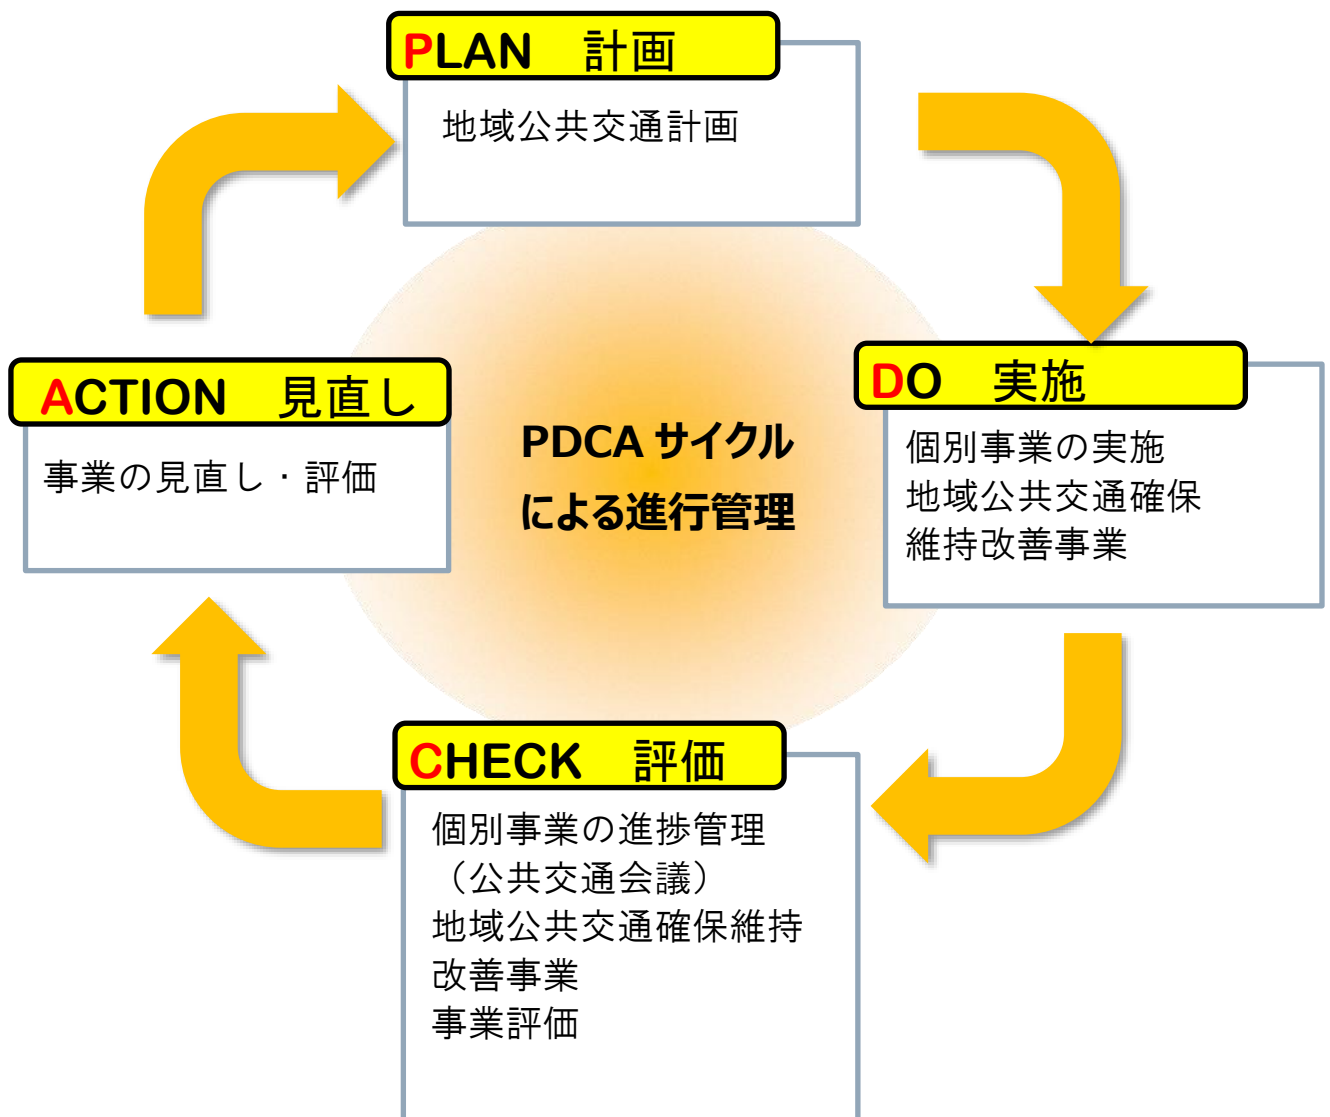 PLAN 計画
地域公共交通計画
DO 実施
個別事業の実施
地域公共交通確保
維持改善事業
CHECK 評価
個別事業の進捗管理
（公共交通会議）
地域公共交通確保維持
改善事業
事業評価
ACTION 見直し
事業の見直し・評価
PDCA サイクル
による進行管理